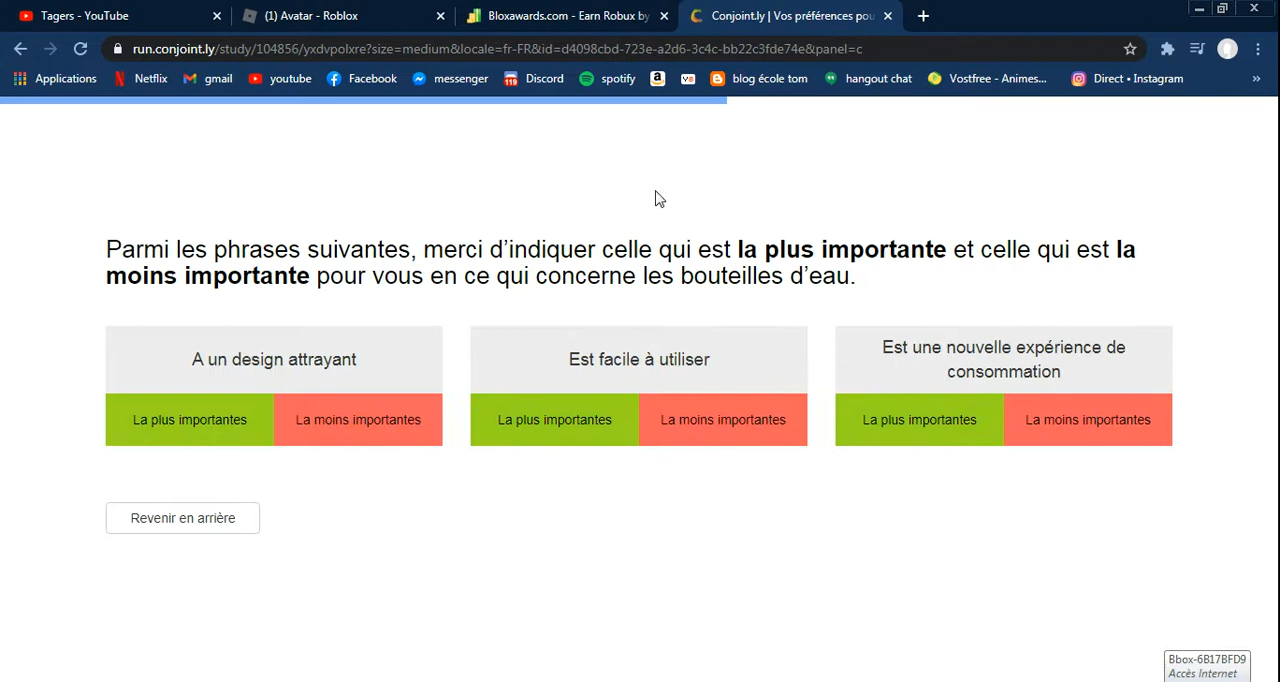 Tagers - YouTube
(1) Avatar - Roblox
Bloxawards.com - Earn Robux by
Conjoint.ly | Vos préférences pou
run.conjoint.ly/study/104856/yxdvpolxre?size=medium&locale=fr-FR&id=d4098cbd-723e-a2d6-3c4c-bb22c3fde74e&panel=c
Applications Netflix gmail youtube Facebook messenger 119 Discord spotify a blog école tom hangout chat Vostfree - Animes... Direct • Instagram »
Parmi les phrases suivantes, merci d’indiquer celle qui est la plus importante et celle qui est la
moins importante pour vous en ce qui concerne les bouteilles d’eau.
A un design attrayant
La plus importantes La moins importantes
Est facile à utiliser
La plus importantes La moins importantes
Est une nouvelle expérience de
consommation
La plus importantes La moins importantes
Revenir en arrière
Bbox-6B17BFD9
Accès Internet